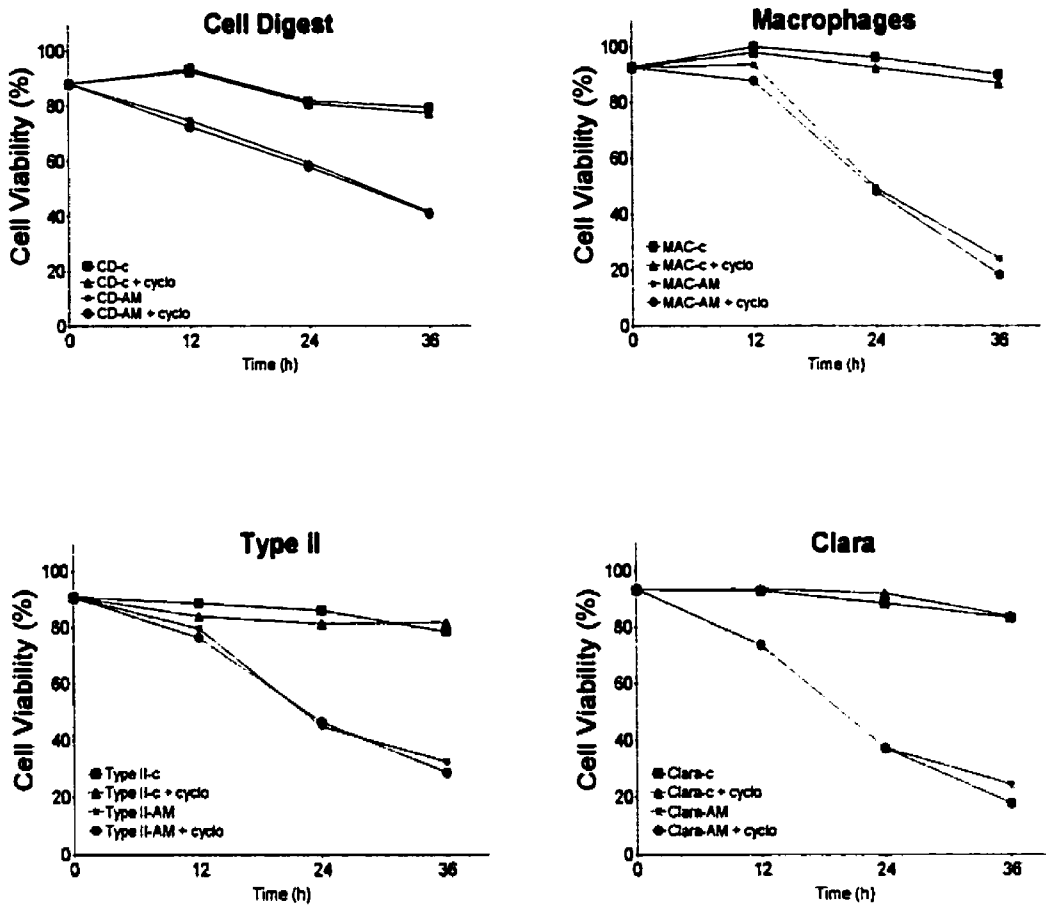 Cell Digest
Cell Viability (%)
100
80
60
40
20
0
CD-c
CD-c + cyclo
CD-AM
CD-AM + cyclo
0 12 24 36
Time (h)
Macrophages
Cell Viability (%)
100
80
60
40
20
0
MAC-c
MAC-c + cyclo
MAC-AM
MAC-AM + cyclo
0 12 24 36
Time (h)
Type II
Cell Viability (%)
100
80
60
40
20
0
Type II-c
Type II-c + cyclo
Type II-AM
Type II-AM + cyclo
0 12 24 36
Time (h)
Clara
Cell Viability (%)
100
80
60
40
20
0
Clara-c
Clara-c + cyclo
Clara-AM
Clara-AM + cyclo
0 12 24 36
Time (h)